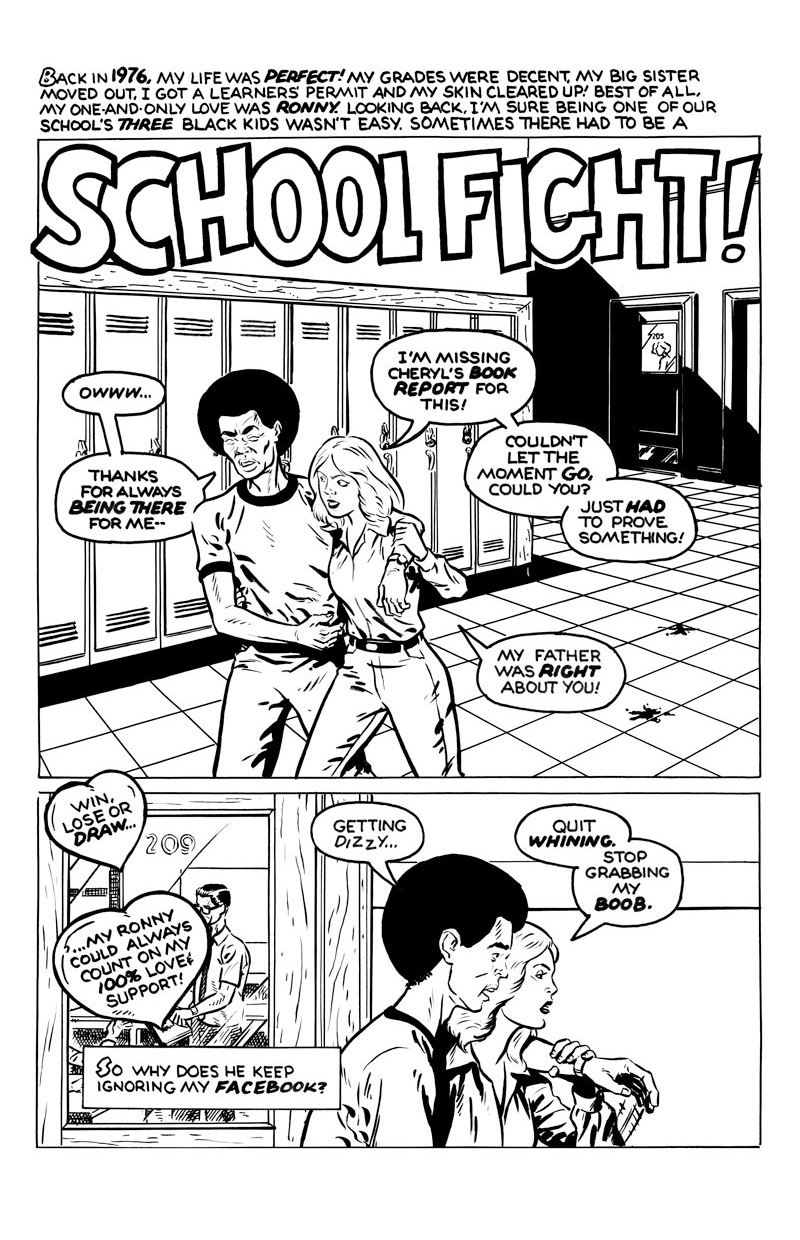 BACK IN 1976, MY LIFE WAS PERFECT! MY GRADES WERE DECENT, MY BIG SISTER
MOVED OUT, I GOT A LEARNERS' PERMIT AND MY SKIN CLEARED UP! BEST OF ALL,
MY ONE-AND-ONLY LOVE WAS RONNY. LOOKING BACK, I'M SURE BEING ONE OF OUR
SCHOOL'S THREE BLACK KIDS WASN'T EASY. SOMETIMES THERE HAD TO BE A
SCHOOL FIGHT!
OWWW...
THANKS
FOR ALWAYS
BEING THERE
FOR ME--
I'M MISSING
CHERYL'S BOOK
REPORT FOR
THIS!
COULDN'T
LET THE
MOMENT GO,
COULD YOU?
JUST HAD
TO PROVE
SOMETHING!
205
MY FATHER
WAS RIGHT
ABOUT YOU!
WIN,
LOSE OR
DRAW...
209
'...MY RONNY
COULD ALWAYS
COUNT ON MY
100% LOVE &
SUPPORT!
SO WHY DOES HE KEEP
IGNORING MY FACEBOOK?
GETTING
DIZZY...
QUIT
WHINING.
STOP
GRABBING
MY
BOOB.